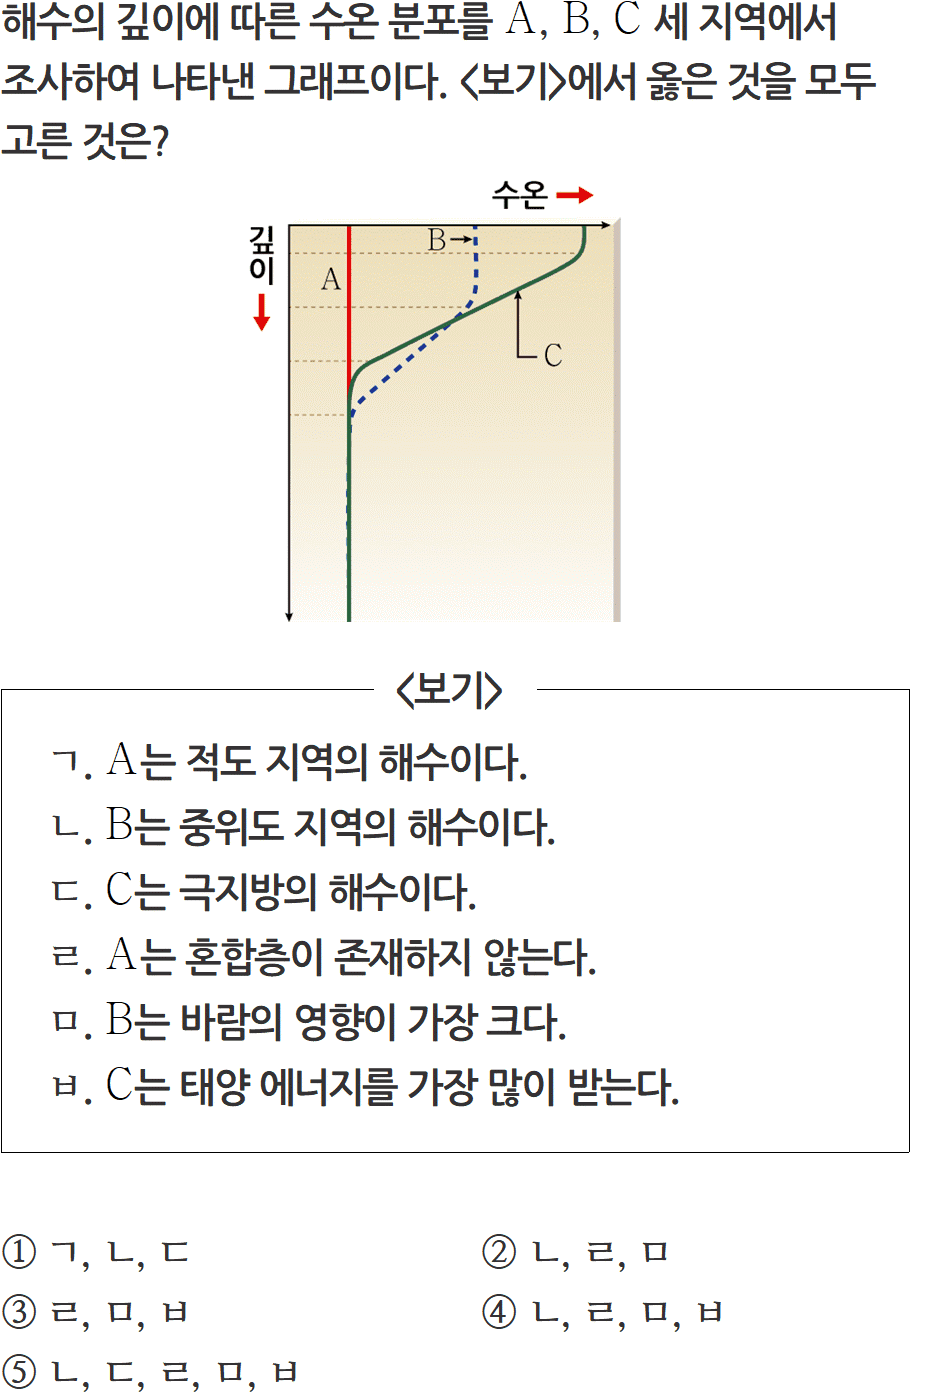 해수의 깊이에 따른 수온 분포를 A, B, C 세 지역에서
조사하여 나타낸 그래프이다. <보기>에서 옳은 것을 모두
고른 것은?
수온
깊이
B
A
C
<보기>
ㄱ. A는 적도 지역의 해수이다.
ㄴ. B는 중위도 지역의 해수이다.
ㄷ. C는 극지방의 해수이다.
ㄹ. A는 혼합층이 존재하지 않는다.
ㅁ. B는 바람의 영향이 가장 크다.
ㅂ. C는 태양 에너지를 가장 많이 받는다.
① ㄱ, ㄴ, ㄷ ② ㄴ, ㄹ, ㅁ
③ ㄹ, ㅁ, ㅂ ④ ㄴ, ㄹ, ㅁ, ㅂ
⑤ ㄴ, ㄷ, ㄹ, ㅁ, ㅂ